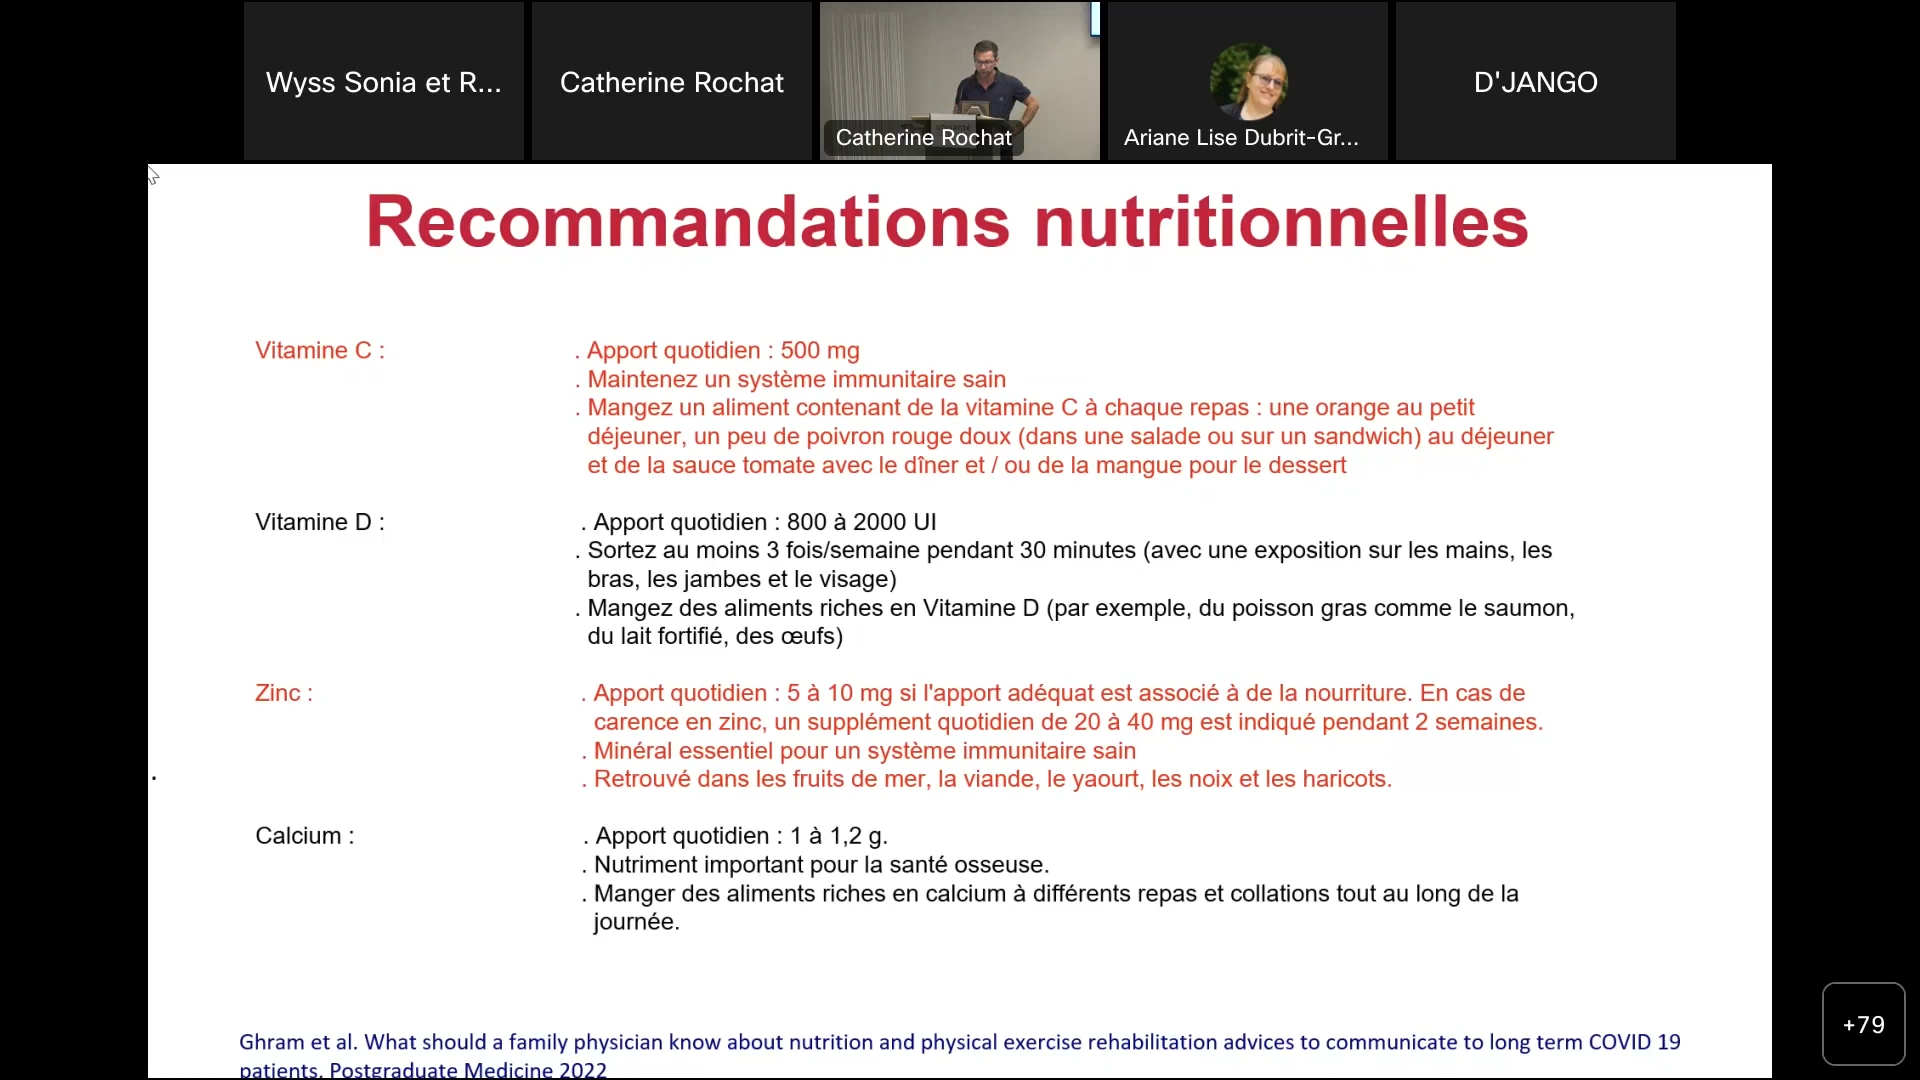 Wyss Sonia et R...
Catherine Rochat
Catherine Rochat
Ariane Lise Dubrit-Gr...
D'JANGO
Recommandations nutritionnelles
Vitamine C :
. Apport quotidien : 500 mg
. Maintenez un système immunitaire sain
. Mangez un aliment contenant de la vitamine C à chaque repas : une orange au petit
déjeuner, un peu de poivron rouge doux (dans une salade ou sur un sandwich) au déjeuner
et de la sauce tomate avec le dîner et / ou de la mangue pour le dessert
Vitamine D :
. Apport quotidien : 800 à 2000 UI
. Sortez au moins 3 fois/semaine pendant 30 minutes (avec une exposition sur les mains, les
bras, les jambes et le visage)
. Mangez des aliments riches en Vitamine D (par exemple, du poisson gras comme le saumon,
du lait fortifié, des œufs)
Zinc :
. Apport quotidien : 5 à 10 mg si l'apport adéquat est associé à de la nourriture. En cas de
carence en zinc, un supplément quotidien de 20 à 40 mg est indiqué pendant 2 semaines.
. Minéral essentiel pour un système immunitaire sain
. Retrouvé dans les fruits de mer, la viande, le yaourt, les noix et les haricots.
.
Calcium :
. Apport quotidien : 1 à 1,2 g.
. Nutriment important pour la santé osseuse.
. Manger des aliments riches en calcium à différents repas et collations tout au long de la
journée.
+79
Ghram et al. What should a family physician know about nutrition and physical exercise rehabilitation advices to communicate to long term COVID 19
patients. Postgraduate Medicine 2022